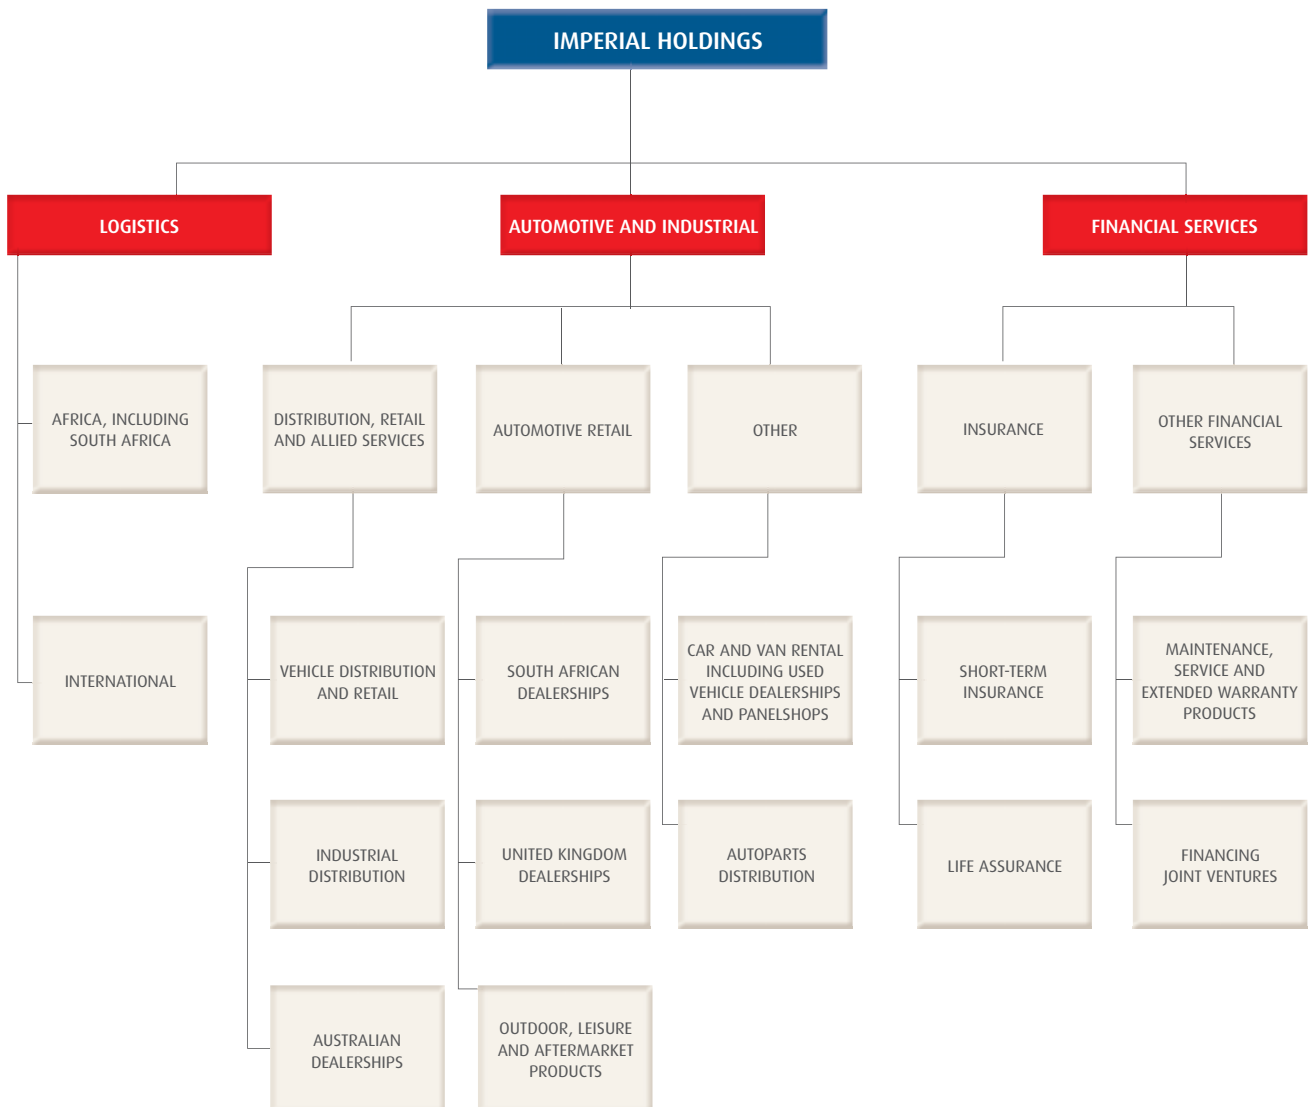 IMPERIAL HOLDINGS
LOGISTICS
AUTOMOTIVE AND INDUSTRIAL
FINANCIAL SERVICES
AFRICA, INCLUDING
SOUTH AFRICA
DISTRIBUTION, RETAIL
AND ALLIED SERVICES
AUTOMOTIVE RETAIL
OTHER
INSURANCE
OTHER FINANCIAL
SERVICES
INTERNATIONAL
VEHICLE DISTRIBUTION
AND RETAIL
SOUTH AFRICAN
DEALERSHIPS
CAR AND VAN RENTAL
INCLUDING USED
VEHICLE DEALERSHIPS
AND PANELSHOPS
SHORT-TERM
INSURANCE
MAINTENANCE,
SERVICE AND
EXTENDED WARRANTY
PRODUCTS
INDUSTRIAL
DISTRIBUTION
UNITED KINGDOM
DEALERSHIPS
AUTOPARTS
DISTRIBUTION
LIFE ASSURANCE
FINANCING
JOINT VENTURES
AUSTRALIAN
DEALERSHIPS
OUTDOOR, LEISURE
AND AFTERMARKET
PRODUCTS